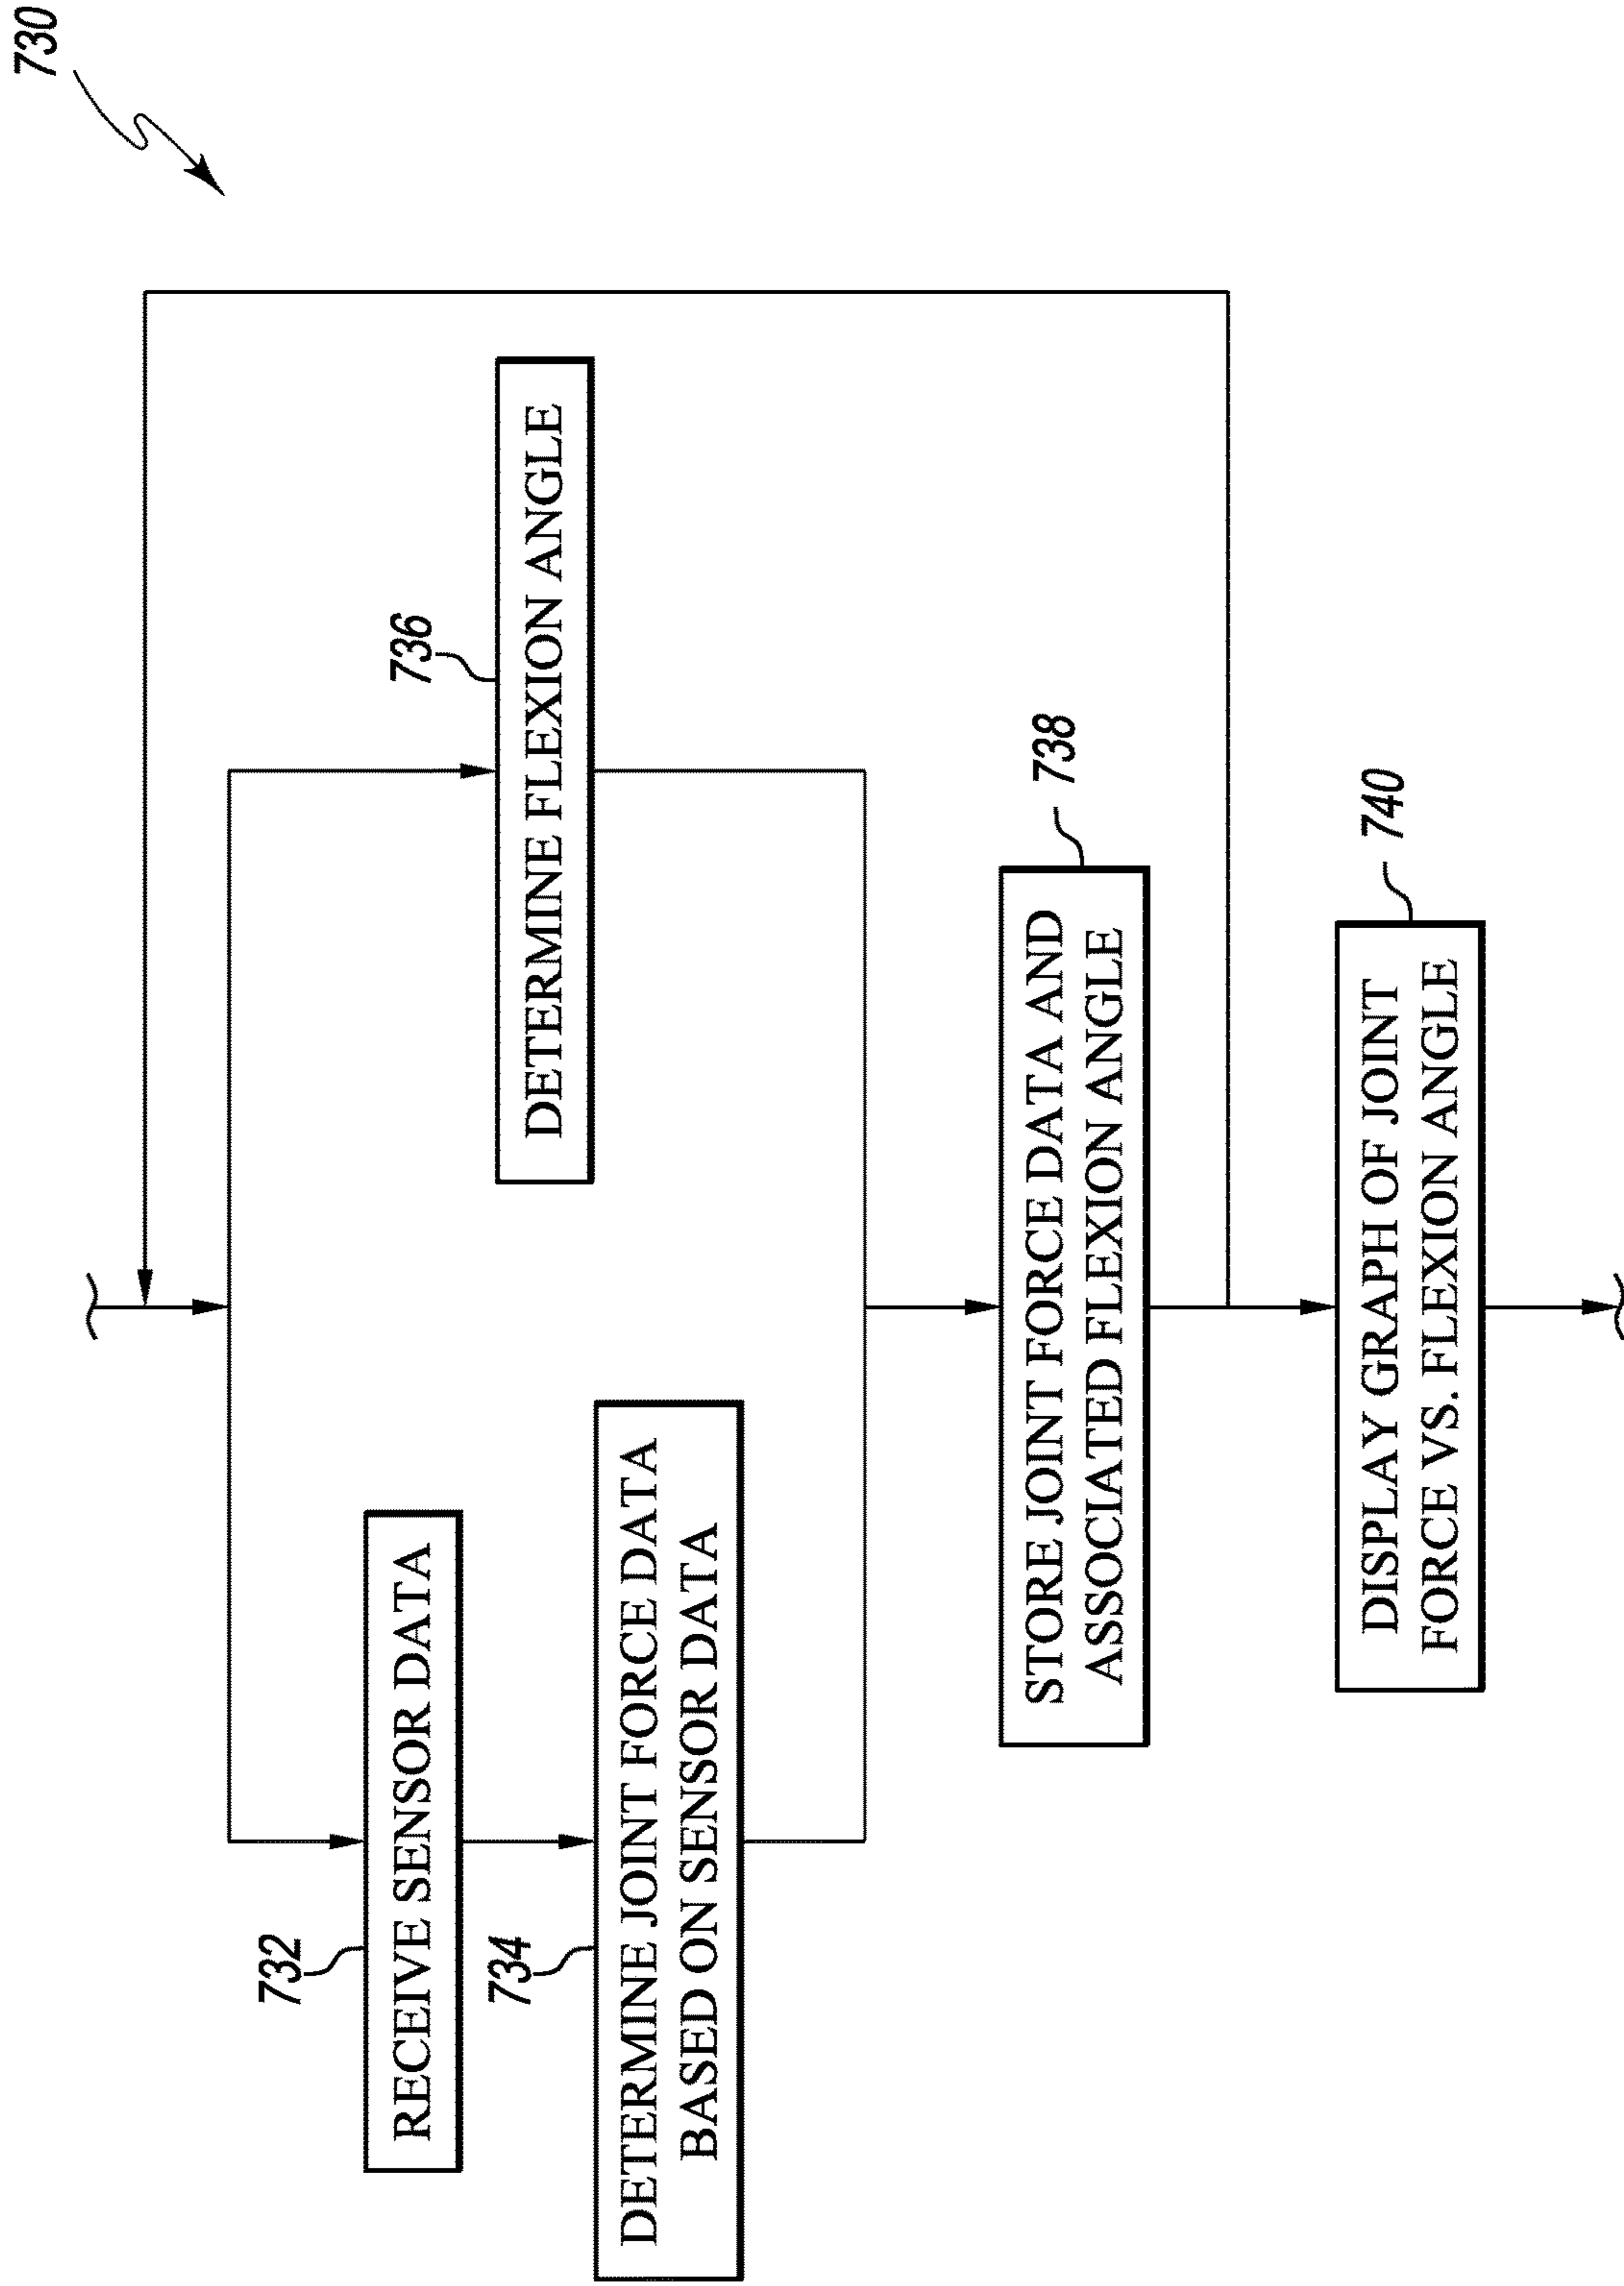 730
732
RECEIVE SENSOR DATA
734
DETERMINE JOINT FORCE DATA
BASED ON SENSOR DATA
736
DETERMINE FLEXION ANGLE
738
STORE JOINT FORCE DATA AND
ASSOCIATED FLEXION ANGLE
740
DISPLAY GRAPH OF JOINT
FORCE VS. FLEXION ANGLE